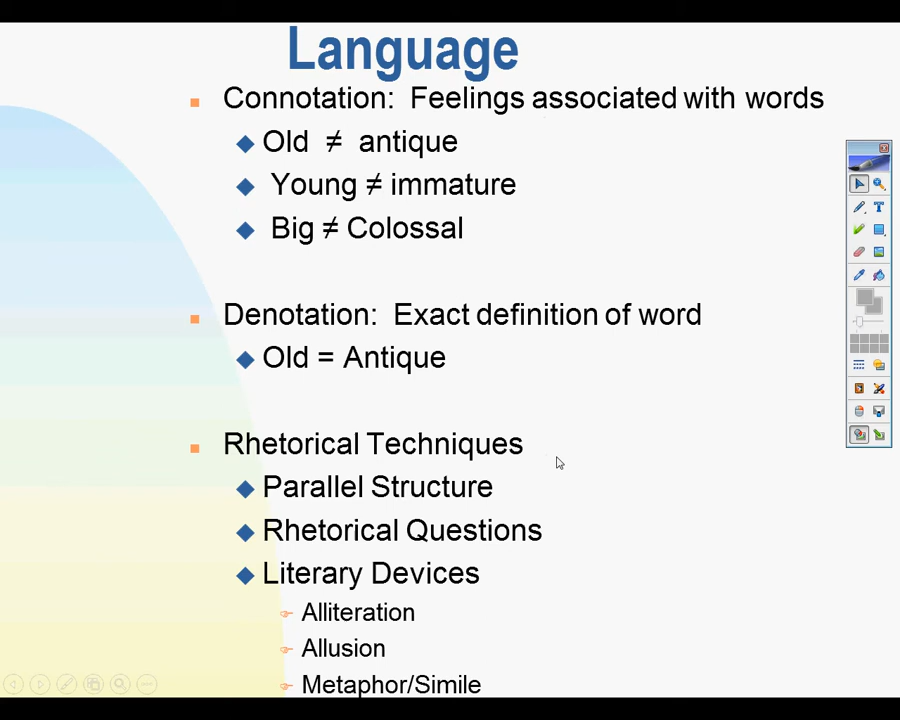 Language
Connotation: Feelings associated with words
Old ≠ antique
Young ≠ immature
Big ≠ Colossal
Denotation: Exact definition of word
Old = Antique
Rhetorical Techniques
Parallel Structure
Rhetorical Questions
Literary Devices
Alliteration
Allusion
Metaphor/Simile